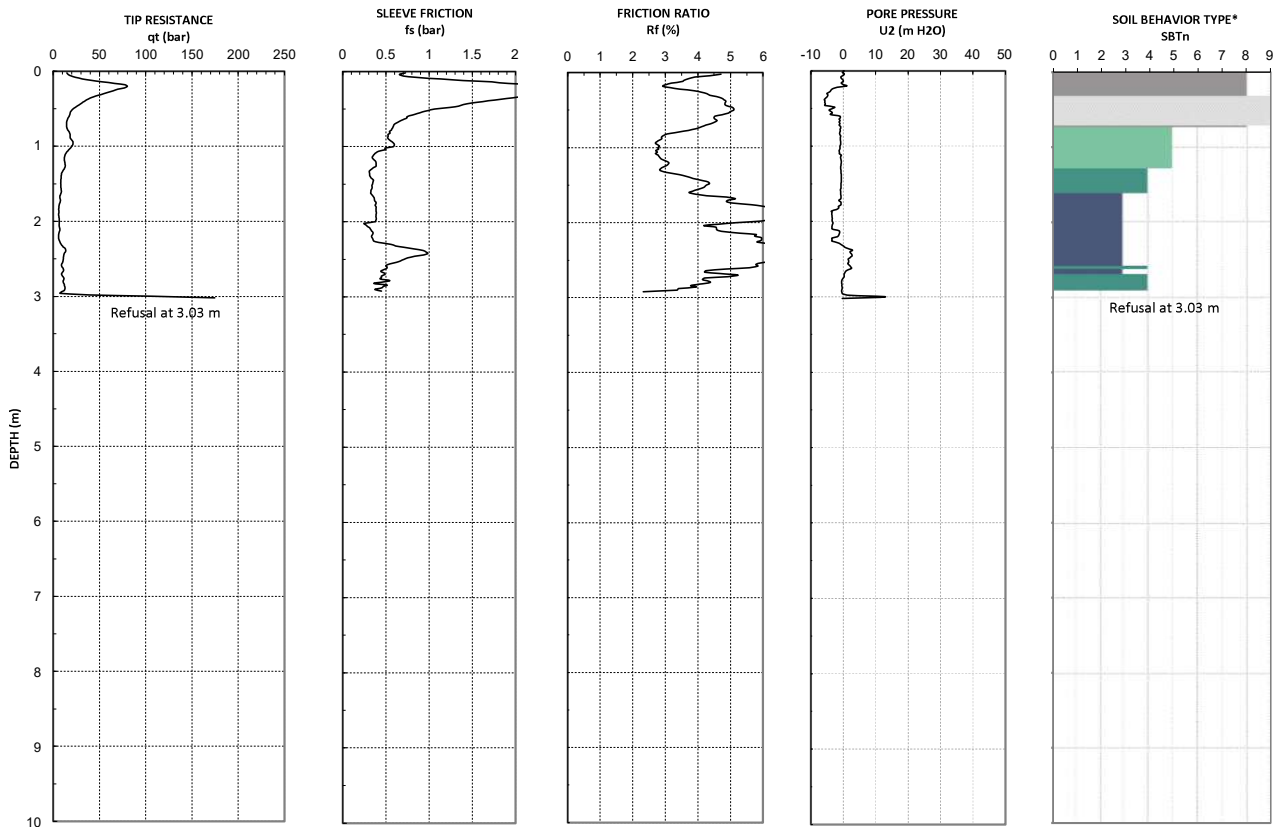 TIP RESISTANCE
qt (bar)
0 50 100 150 200 250
SLEEVE FRICTION
fs (bar)
0 0.5 1 1.5 2
FRICTION RATIO
Rf (%)
0 1 2 3 4 5 6
PORE PRESSURE
U2 (m H2O)
-10 0 10 20 30 40 50
SOIL BEHAVIOR TYPE*
SBTn
0 1 2 3 4 5 6 7 8 9
DEPTH (m)
0
1
2
3
4
5
6
7
8
9
10
Refusal at 3.03 m
Refusal at 3.03 m